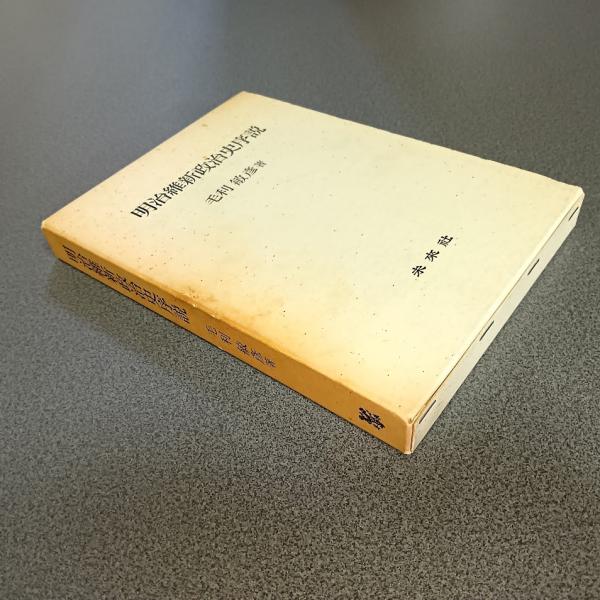 明治維新政治史序説
毛利 敏彦 著
未来社
明治維新政治史序説
毛利 敏彦著